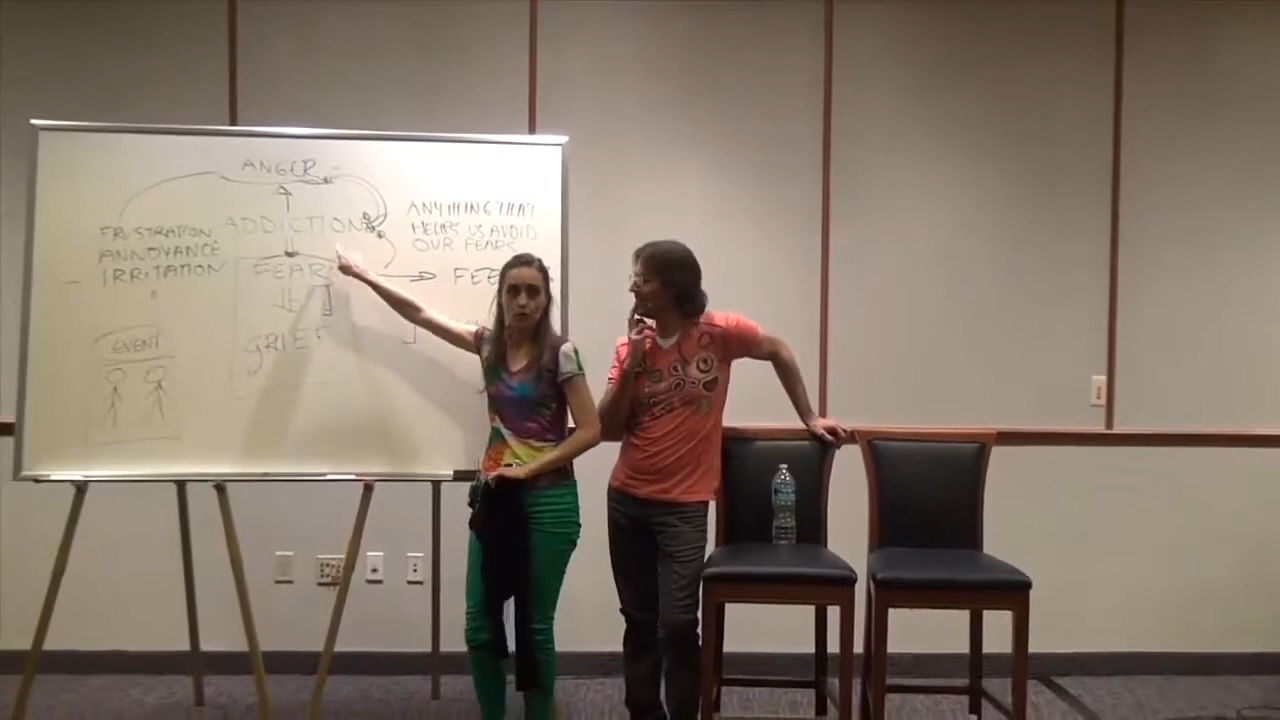 ANGER
ADDICTION
FEAR
GRIEF
FRUSTRATION
ANNOYANCE
IRRITATION
"
EVENT
ANYTHING THAT
HELPS US AVOID
OUR FEARS